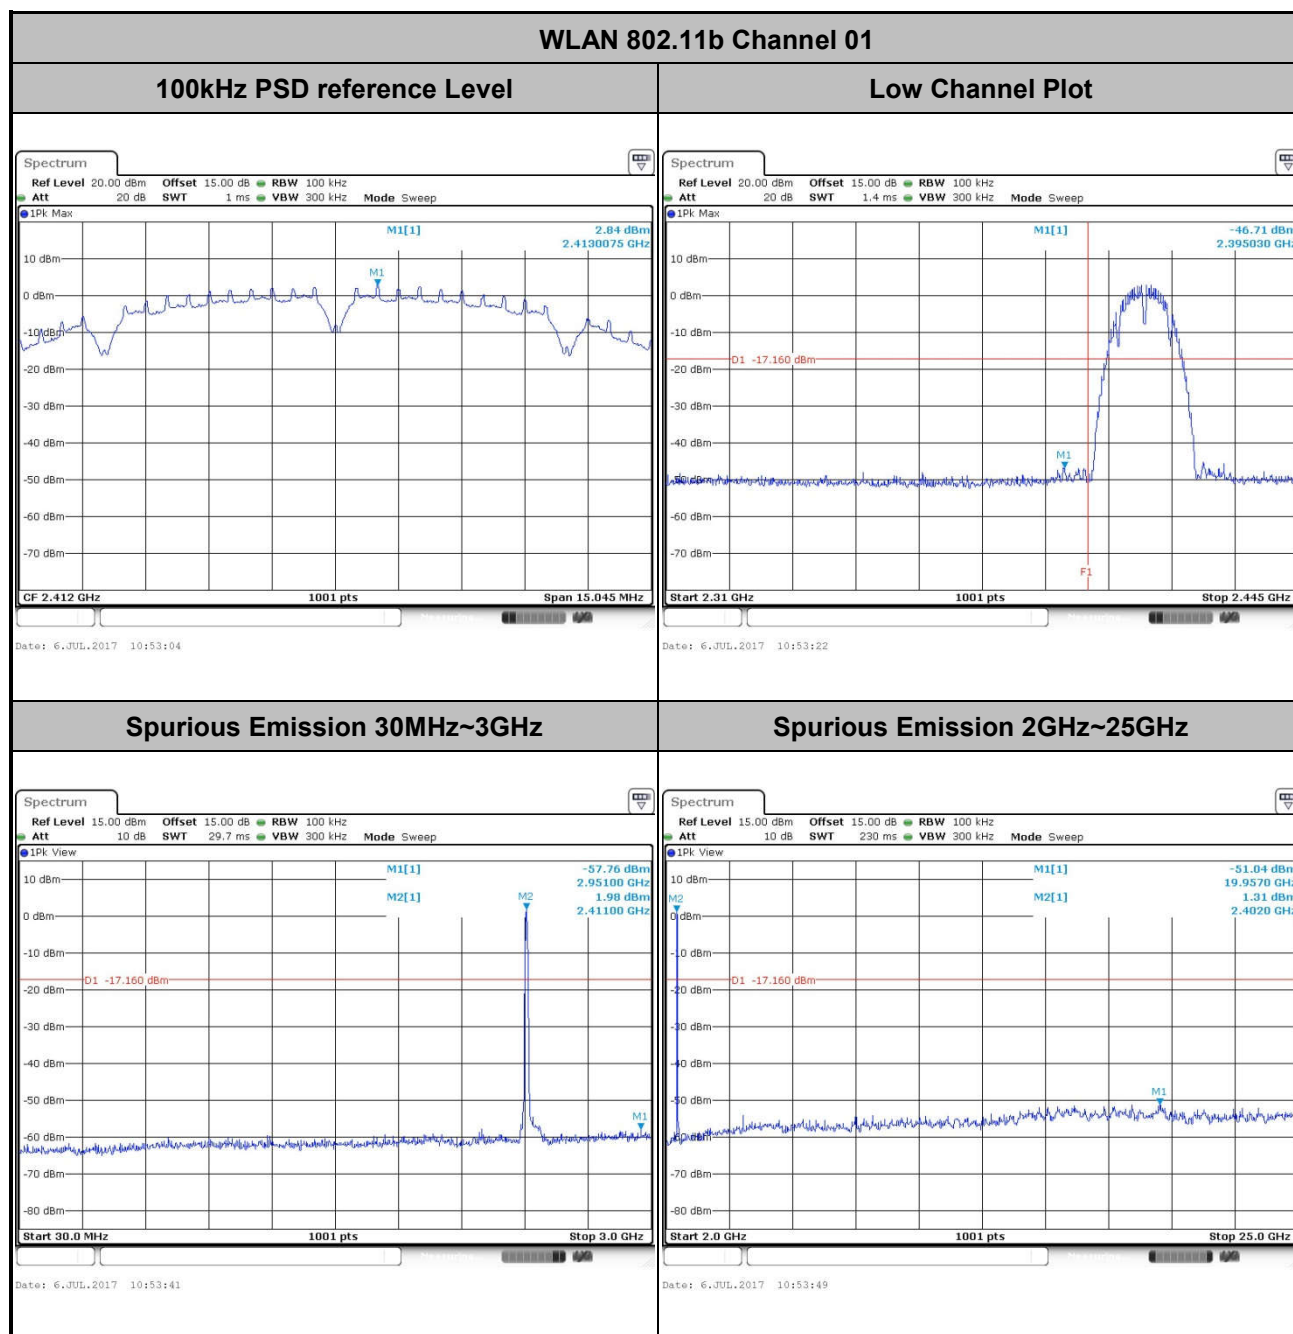 WLAN 802.11b Channel 01
100kHz PSD reference Level
Low Channel Plot
Spectrum
Ref Level 20.00 dBm Offset 15.00 dB RBW 100 kHz
Att 20 dB SWT 1 ms VBW 300 kHz Mode Sweep
1Pk Max
M1[1] 2.84 dBm
2.4130075 GHz
M1
10 dBm
0 dBm
-10 dBm
-20 dBm
-30 dBm
-40 dBm
-50 dBm
-60 dBm
-70 dBm
CF 2.412 GHz 1001 pts Span 15.045 MHz
Date: 6.JUL.2017 10:53:04
Spectrum
Ref Level 20.00 dBm Offset 15.00 dB RBW 100 kHz
Att 20 dB SWT 1.4 ms VBW 300 kHz Mode Sweep
1Pk Max
M1[1] -46.71 dBm
2.395030 GHz
10 dBm
0 dBm
-10 dBm
D1 -17.160 dBm
-20 dBm
-30 dBm
-40 dBm
M1
-50 dBm
-60 dBm
-70 dBm
F1
Start 2.31 GHz 1001 pts Stop 2.445 GHz
Date: 6.JUL.2017 10:53:22
Spurious Emission 30MHz~3GHz
Spurious Emission 2GHz~25GHz
Spectrum
Ref Level 15.00 dBm Offset 15.00 dB RBW 100 kHz
Att 10 dB SWT 29.7 ms VBW 300 kHz Mode Sweep
1Pk View
M1[1] -57.76 dBm
2.95100 GHz
M2[1] 1.98 dBm
2.41100 GHz
M2
10 dBm
0 dBm
-10 dBm
D1 -17.160 dBm
-20 dBm
-30 dBm
-40 dBm
-50 dBm
M1
-60 dBm
-70 dBm
-80 dBm
Start 30.0 MHz 1001 pts Stop 3.0 GHz
Date: 6.JUL.2017 10:53:41
Spectrum
Ref Level 15.00 dBm Offset 15.00 dB RBW 100 kHz
Att 10 dB SWT 230 ms VBW 300 kHz Mode Sweep
1Pk View
M1[1] -51.04 dBm
19.9570 GHz
M2[1] 1.31 dBm
2.4020 GHz
10 dBm
M2
0 dBm
-10 dBm
D1 -17.160 dBm
-20 dBm
-30 dBm
-40 dBm
-50 dBm
M1
-60 dBm
-70 dBm
-80 dBm
Start 2.0 GHz 1001 pts Stop 25.0 GHz
Date: 6.JUL.2017 10:53:49